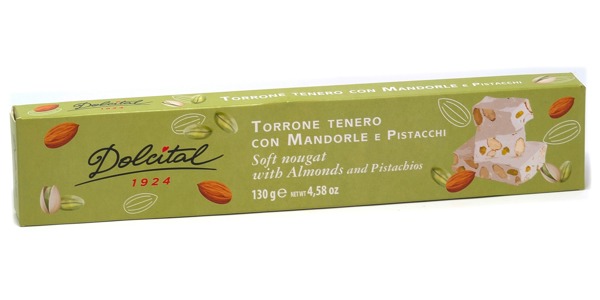 TORRONE TENERO CON MANDORLE E PISTACCHI
Dolcital
1924
TORRONE TENERO
CON MANDORLE E PISTACCHI
Soft nougat
with Almonds and Pistachios
130 g e NET WT 4,58 oz